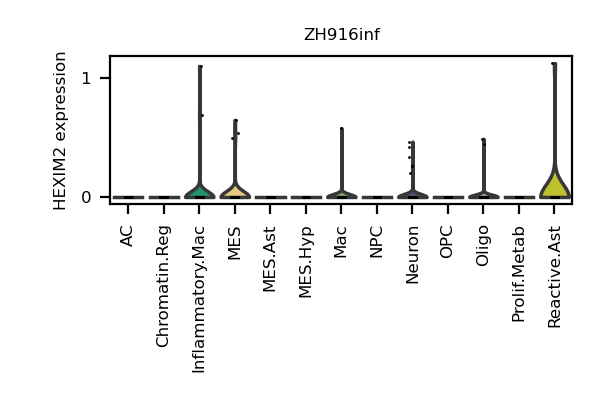 ZH916inf
HEXIM2 expression
1
0
AC
Chromatin.Reg
Inflammatory.Mac
MES
MES.Ast
MES.Hyp
Mac
NPC
Neuron
OPC
Oligo
Prolif.Metab
Reactive.Ast